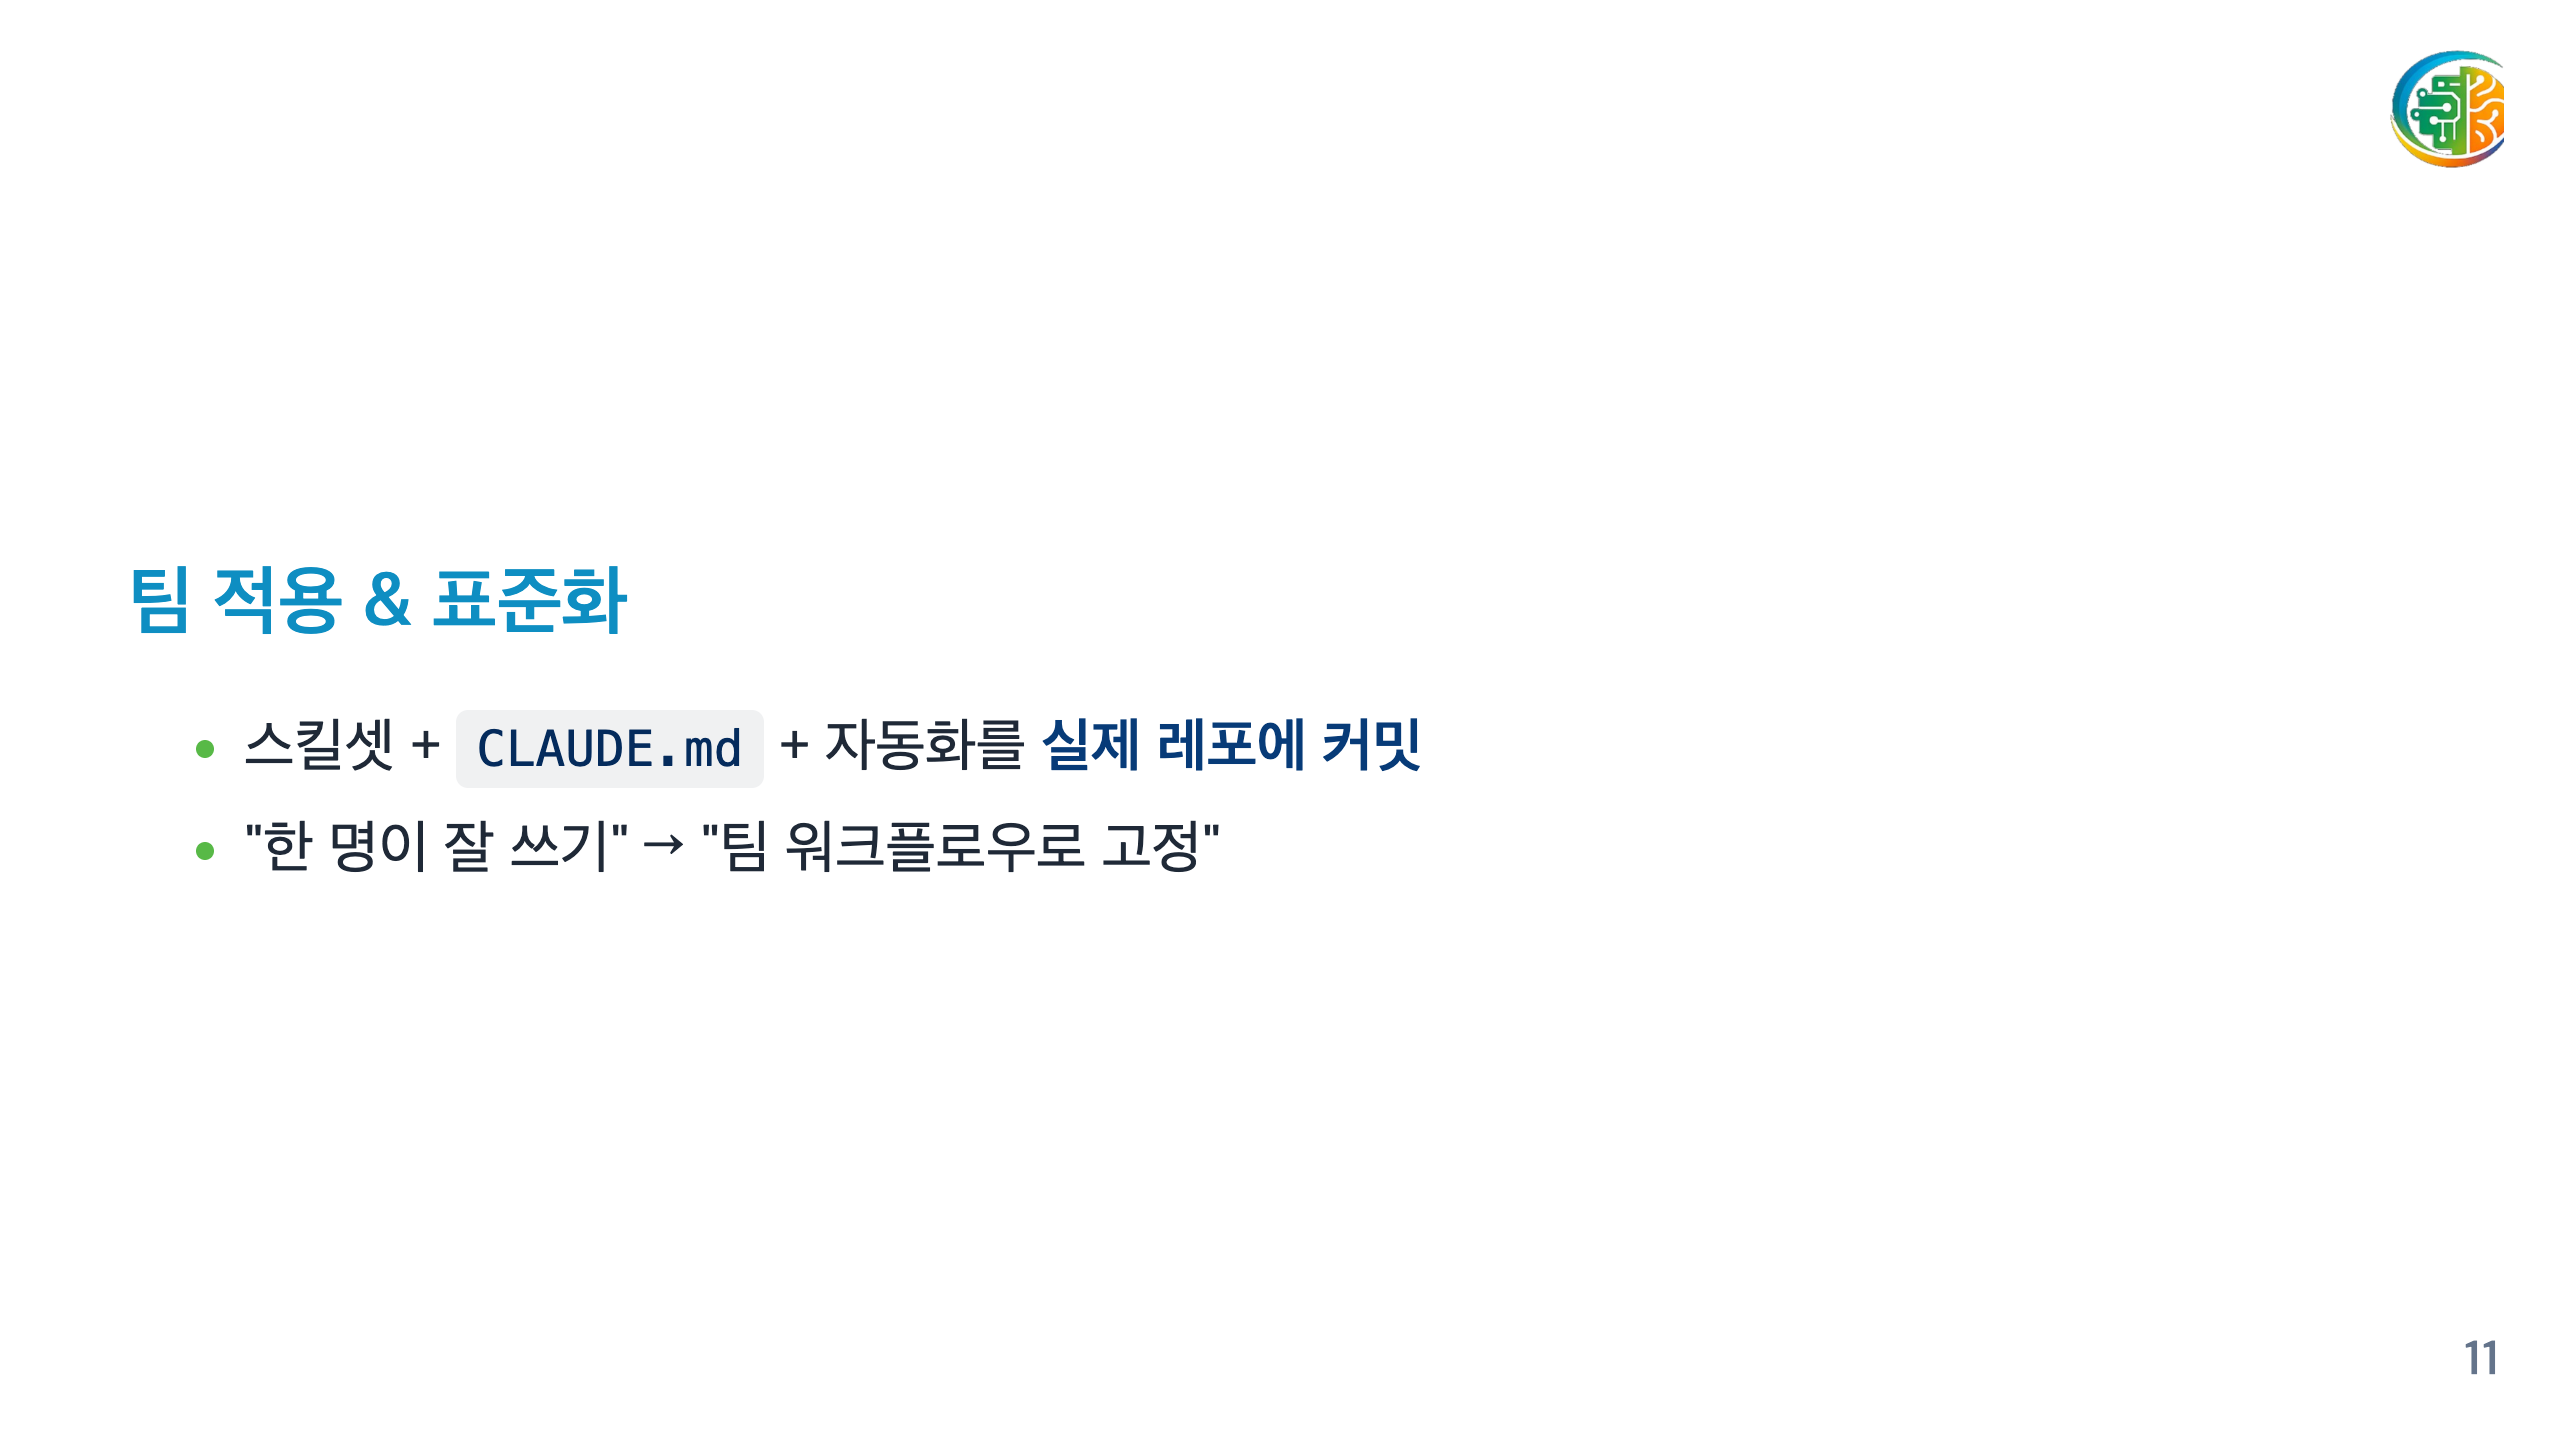 팀 적용 & 표준화
스킬셋 + CLAUDE.md + 자동화를 실제 레포에 커밋
"한 명이 잘 쓰기" → "팀 워크플로우로 고정"
11